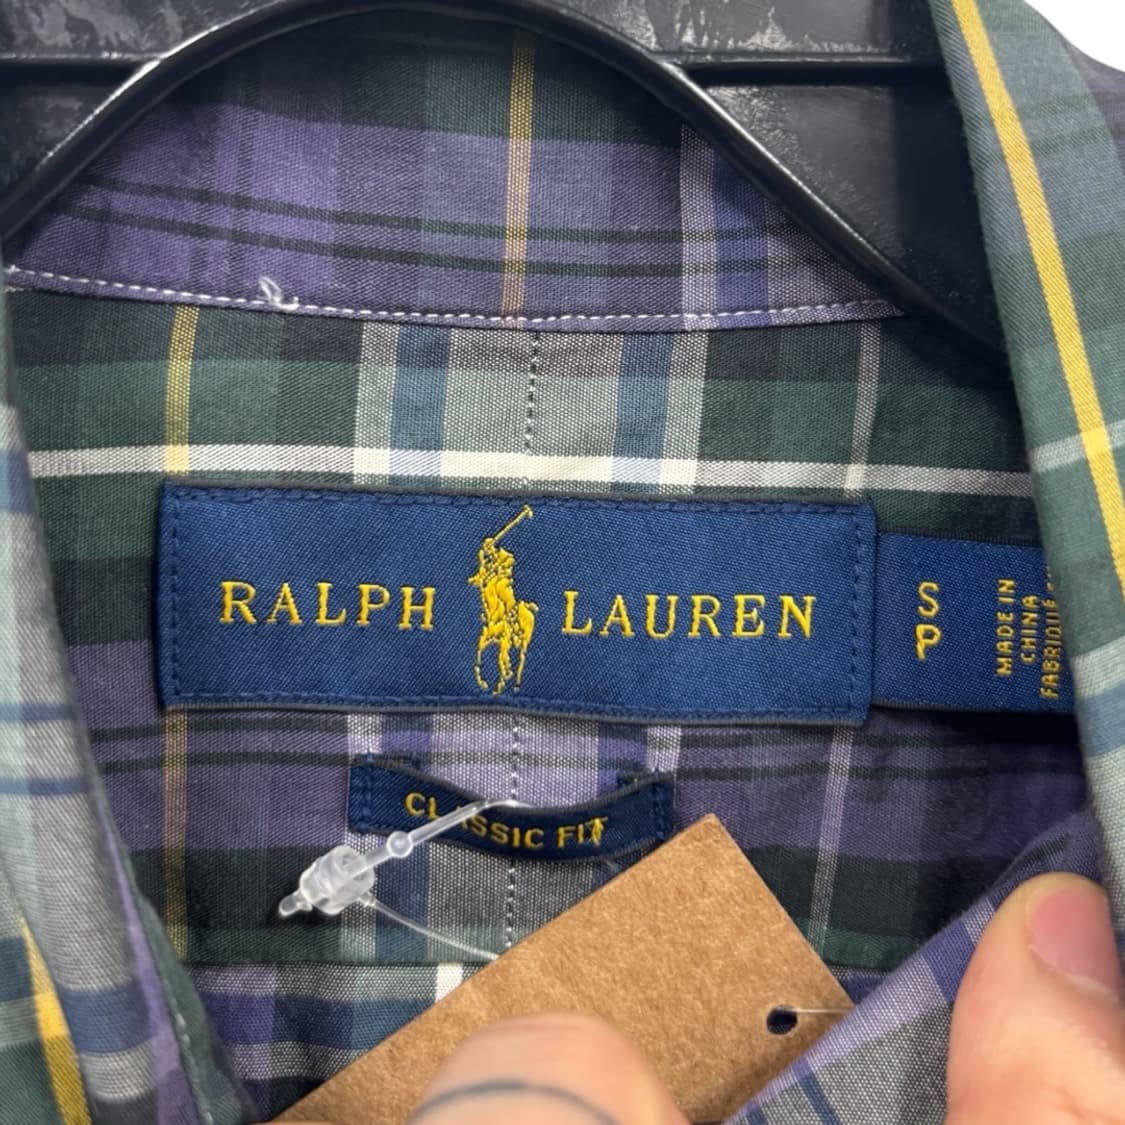 RALPH LAUREN
S
P
MADE IN
CHINA
FABRIQUÉ
CLASSIC FIT